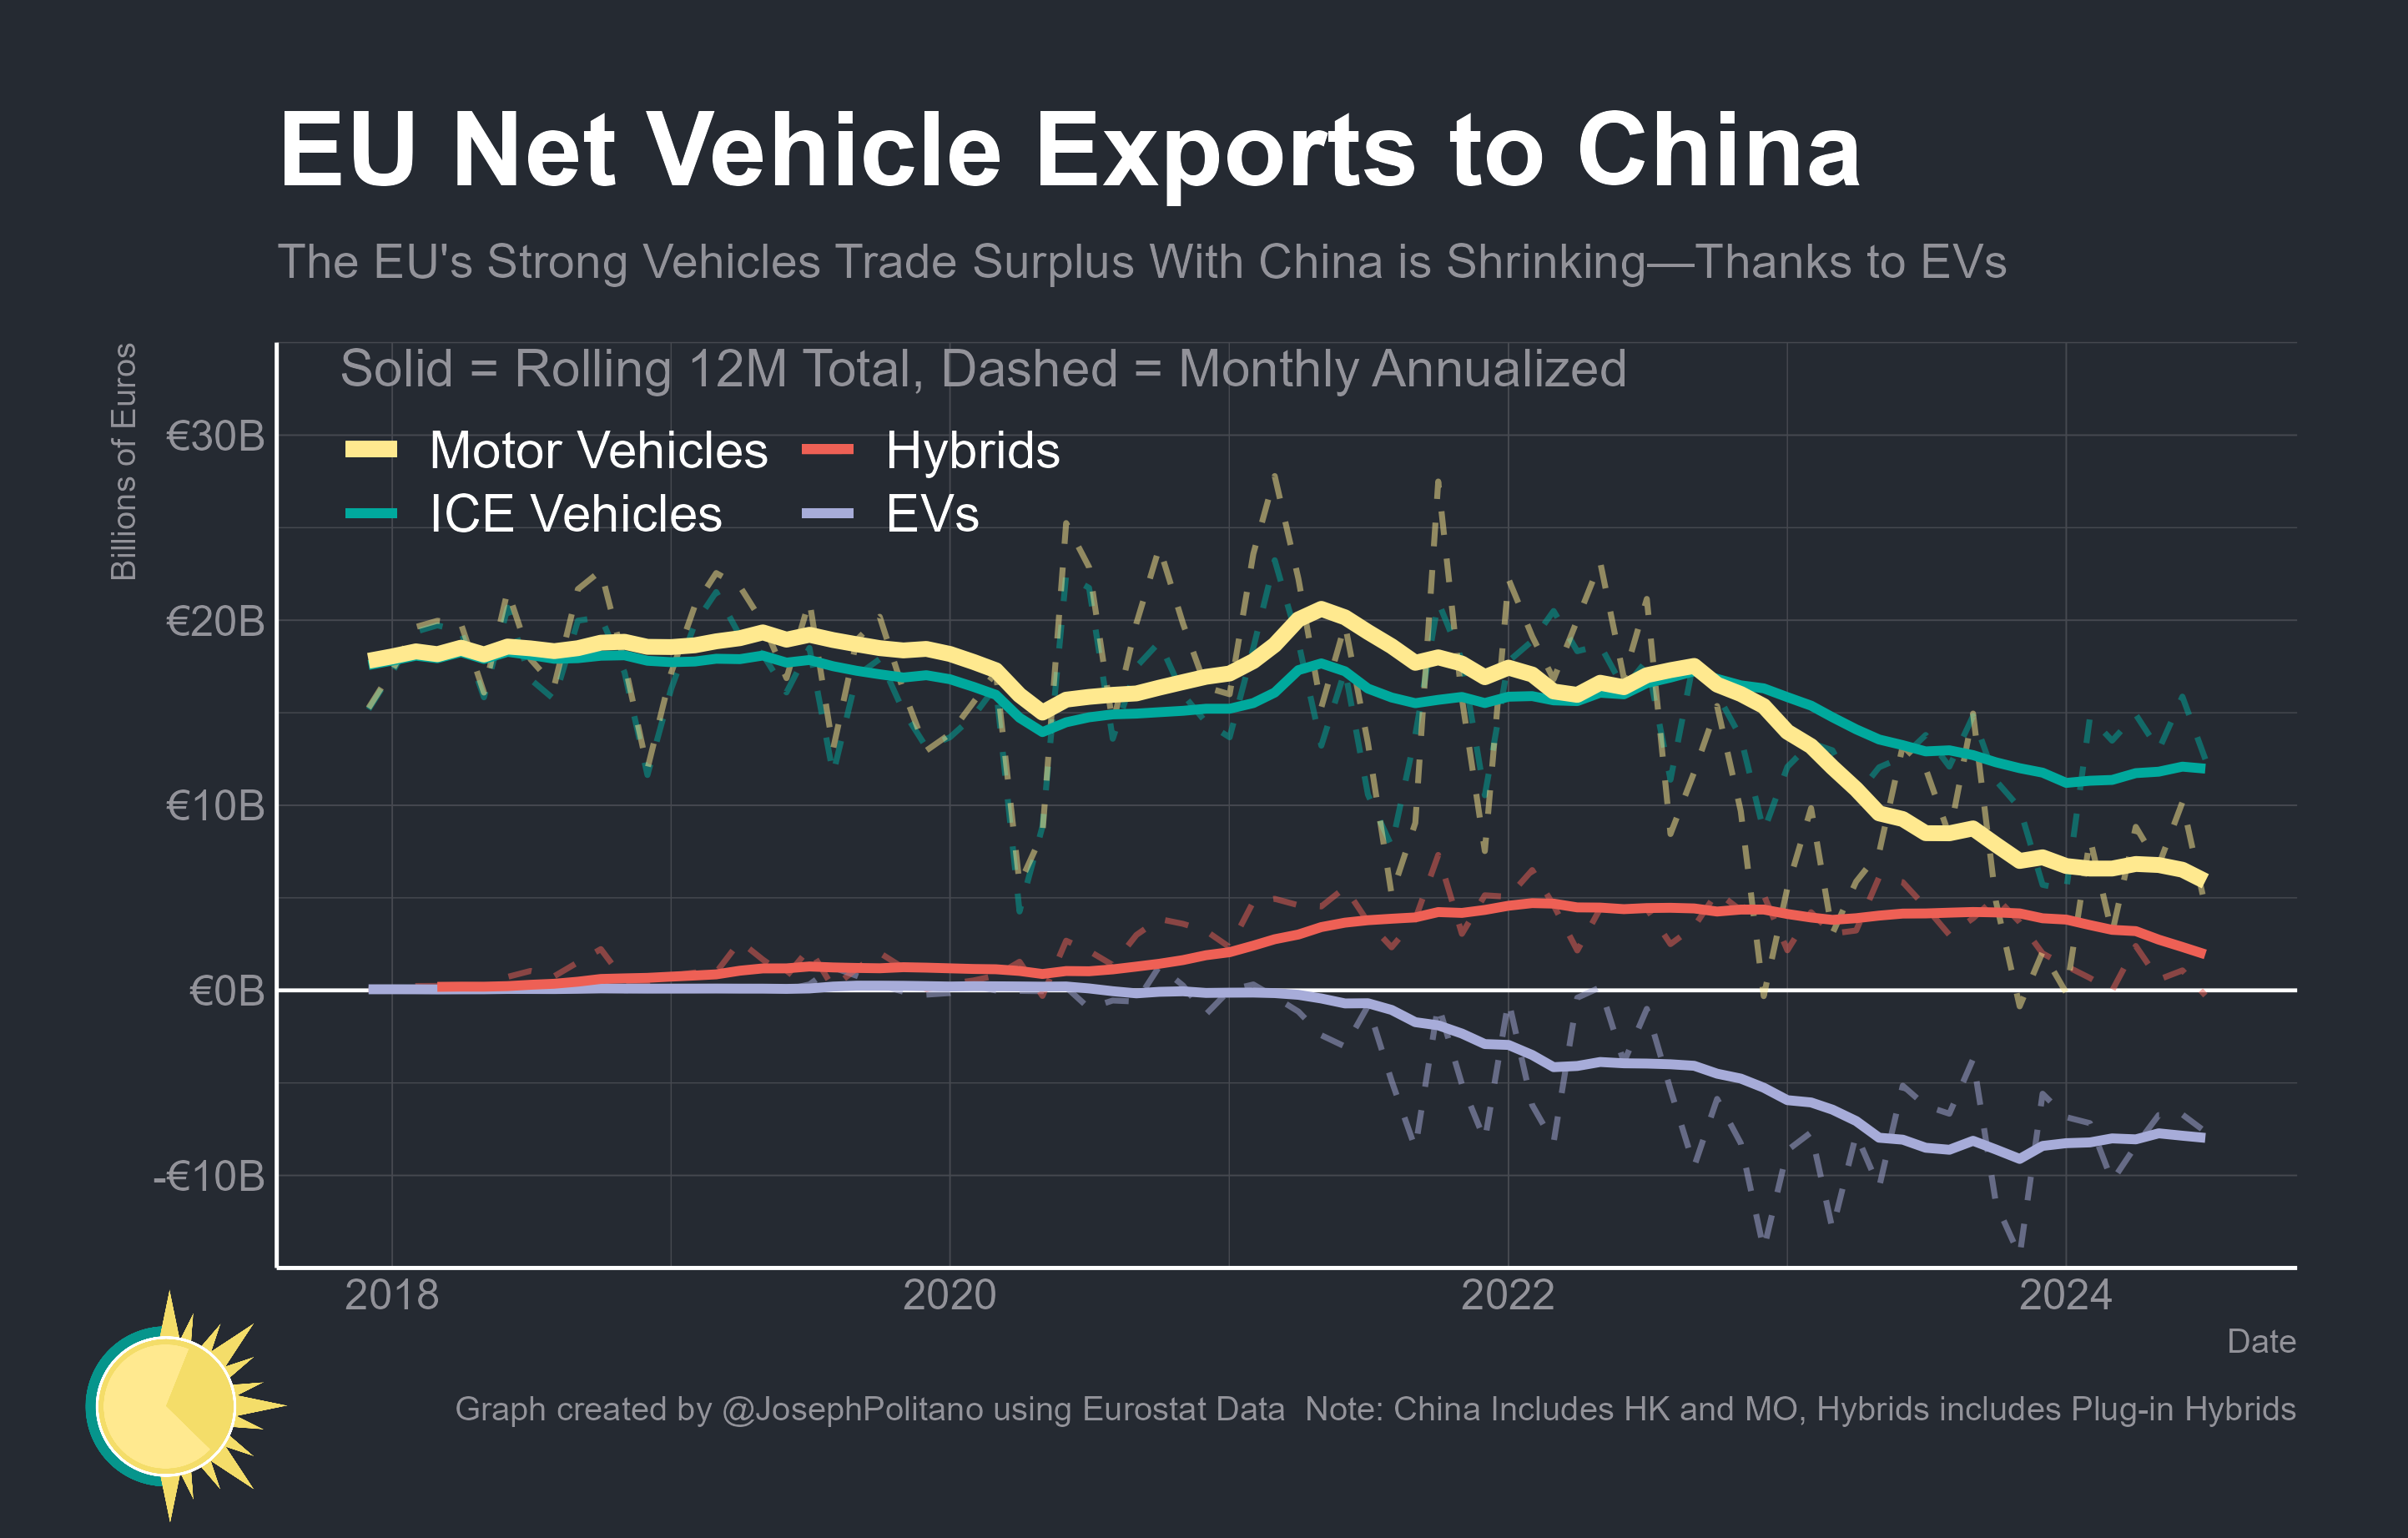 EU Net Vehicle Exports to China
The EU's Strong Vehicles Trade Surplus With China is Shrinking—Thanks to EVs
Billions of Euros
Solid = Rolling 12M Total, Dashed = Monthly Annualized
Motor Vehicles
Hybrids
ICE Vehicles
EVs
€30B
€20B
€10B
€0B
-€10B
2018
2020
2022
2024
Date
Graph created by @JosephPolitano using Eurostat Data  Note: China Includes HK and MO, Hybrids includes Plug-in Hybrids